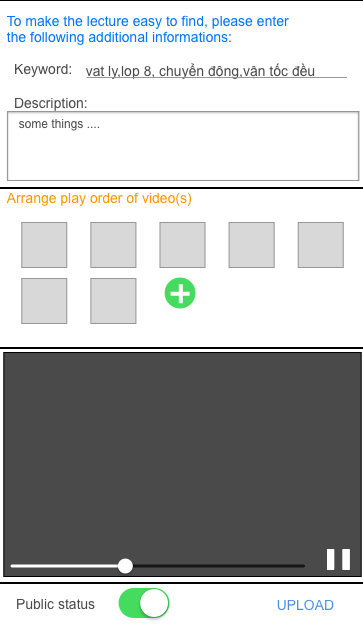 To make the lecture easy to find, please enter
the following additional informations:
Keyword: vat ly,lop 8, chuyển động,vân tốc đều
Description:
some things ....
Arrange play order of video(s)
Public status
UPLOAD